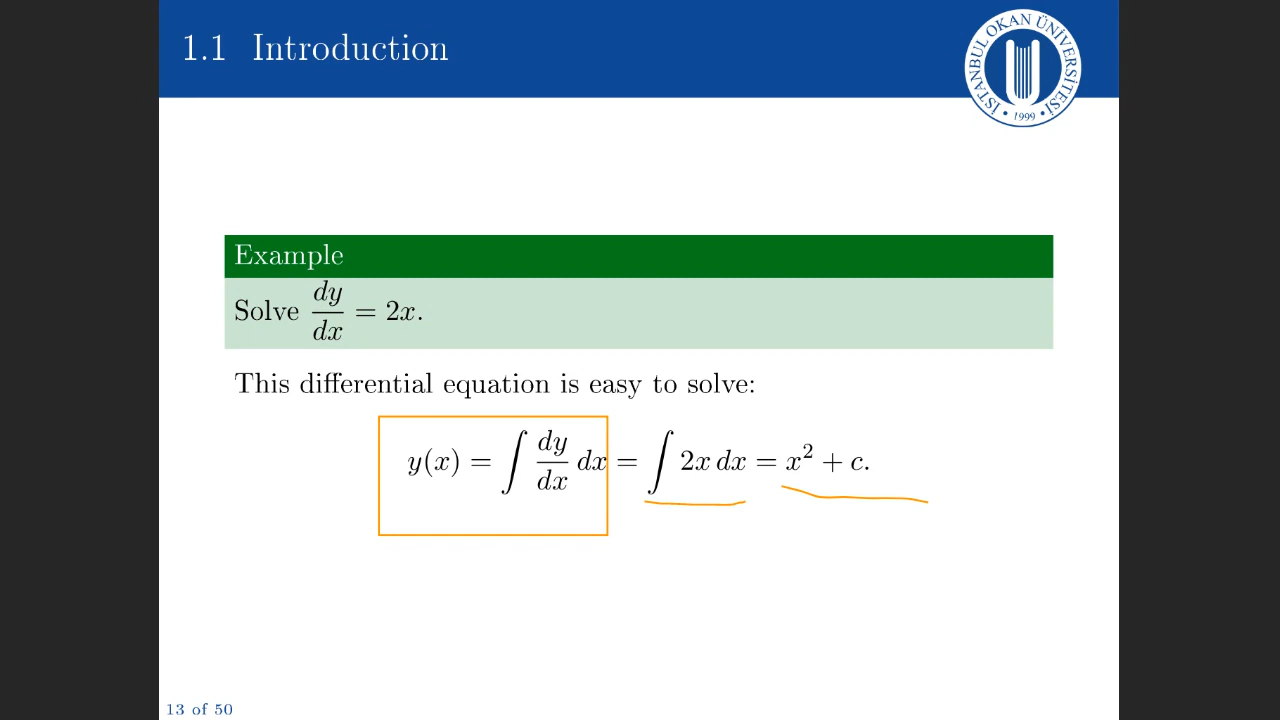 1.1 Introduction
İSTANBUL OKAN ÜNİVERSİTESİ
• 1999 •
Example
Solve dy/dx = 2x.
This differential equation is easy to solve:
y(x) = ∫ dy/dx dx = ∫ 2x dx = x² + c.
13 of 50